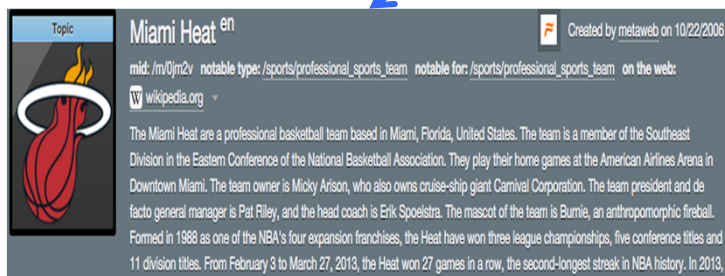 Topic
Miami Heat en
Created by metaweb on 10/22/2006
mid: /m/0jm2v notable type: /sports/professional_sports_team notable for: /sports/professional_sports_team on the web:
W wikipedia.org
The Miami Heat are a professional basketball team based in Miami, Florida, United States. The team is a member of the Southeast
Division in the Eastern Conference of the National Basketball Association. They play their home games at the American Airlines Arena in
Downtown Miami. The team owner is Micky Arison, who also owns cruise-ship giant Carnival Corporation. The team president and de
facto general manager is Pat Riley, and the head coach is Erik Spoelstra. The mascot of the team is Burnie, an anthropomorphic fireball.
Formed in 1988 as one of the NBA's four expansion franchises, the Heat have won three league championships, five conference titles and
11 division titles. From February 3 to March 27, 2013, the Heat won 27 games in a row, the second-longest streak in NBA history. In 2013,